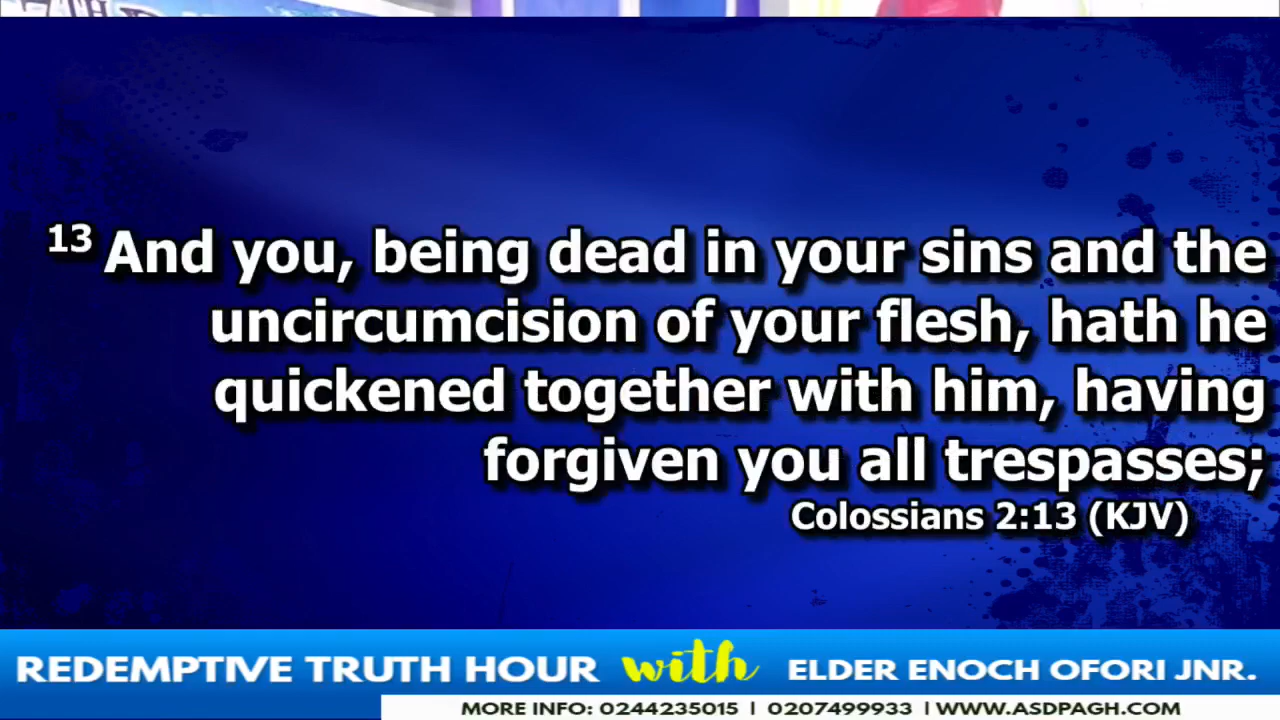 7TH
13 And you, being dead in your sins and the
uncircumcision of your flesh, hath he
quickened together with him, having
forgiven you all trespasses;
Colossians 2:13 (KJV)
REDEMPTIVE TRUTH HOUR with ELDER ENOCH OFORI JNR.
MORE INFO: 0244235015 | 0207499933 | WWW.ASDPAGH.COM